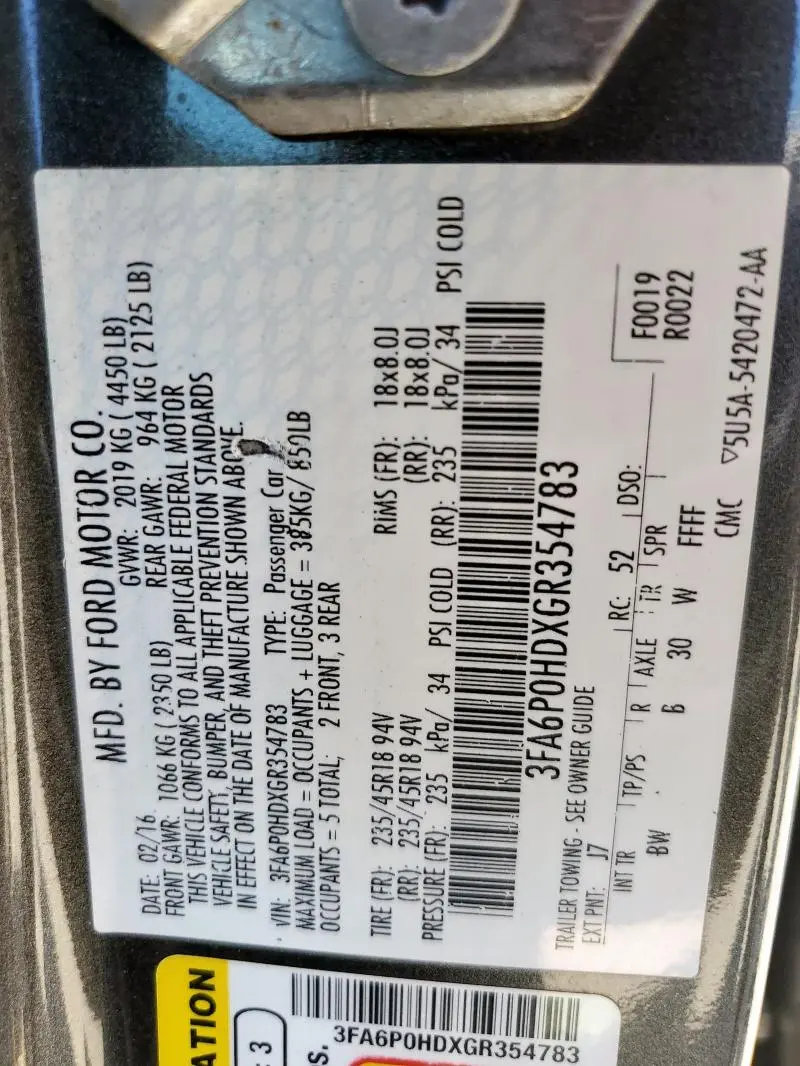 MFD. BY FORD MOTOR CO.
DATE: 02/16 GVWR: 2019 KG ( 4450 LB)
FRONT GAWR: 1066 KG ( 2350 LB) REAR GAWR: 964 KG ( 2125 LB)
THIS VEHICLE CONFORMS TO ALL APPLICABLE FEDERAL MOTOR
VEHICLE SAFETY, BUMPER, AND THEFT PREVENTION STANDARDS
IN EFFECT ON THE DATE OF MANUFACTURE SHOWN ABOVE.
VIN: 3FA6P0HDXGR354783 TYPE: Passenger Car
MAXIMUM LOAD = OCCUPANTS + LUGGAGE = 385KG/ 850LB
OCCUPANTS = 5 TOTAL; 2 FRONT, 3 REAR
TIRE (FR): 235/45R18 94V RIMS (FR): 18x8.0J
(RR): 235/45R18 94V (RR): 18x8.0J
PRESSURE (FR): 235 kPa/ 34 PSI COLD (RR): 235 kPa/ 34 PSI COLD
3FA6P0HDXGR354783
TRAILER TOWING - SEE OWNER GUIDE
F0019
R0022
EXT PNT: J7 RC: 52 DSO:
INT TR TP/PS R AXLE TR SPR
BW B 30 W FFFF
CMC ▽5U5A-5420472-AA
ATION
3
3FA6P0HDXGR354783